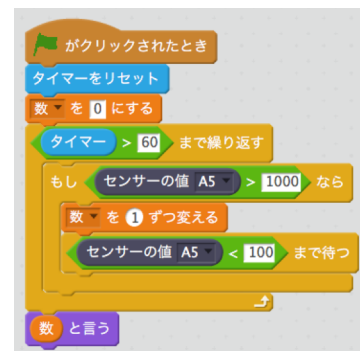 がクリックされたとき
タイマーをリセット
数 を 0 にする
タイマー > 60 まで繰り返す
もし センサーの値 A5 > 1000 なら
数 を 1 ずつ変える
センサーの値 A5 < 100 まで待つ
数 と言う